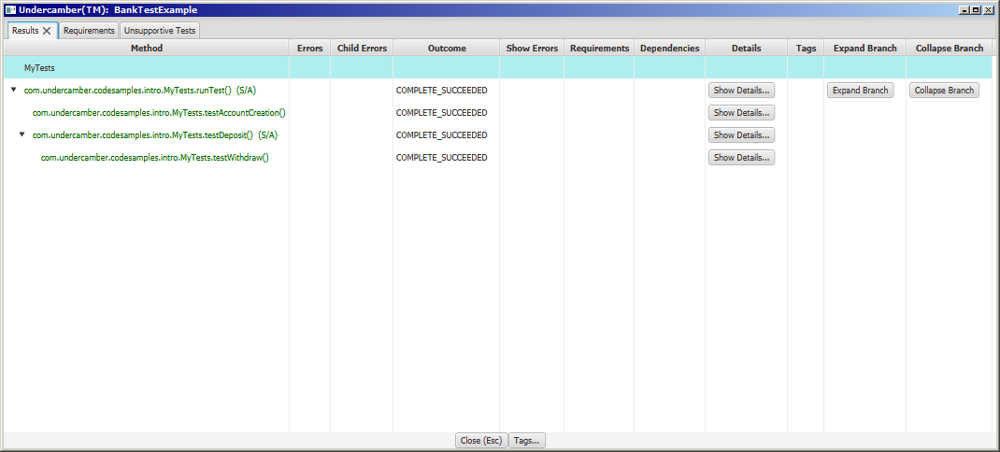 Undercamber(TM):  BankTestExample
Results Requirements Unsupportive Tests
Method Errors Child Errors Outcome Show Errors Requirements Dependencies Details Tags Expand Branch Collapse Branch
MyTests
com.undercamber.codesamples.intro.MyTests.runTest()  (S/A) COMPLETE_SUCCEEDED Show Details... Expand Branch Collapse Branch
com.undercamber.codesamples.intro.MyTests.testAccountCreation() COMPLETE_SUCCEEDED Show Details...
com.undercamber.codesamples.intro.MyTests.testDeposit()  (S/A) COMPLETE_SUCCEEDED Show Details...
com.undercamber.codesamples.intro.MyTests.testWithdraw() COMPLETE_SUCCEEDED Show Details...
Close (Esc) Tags...